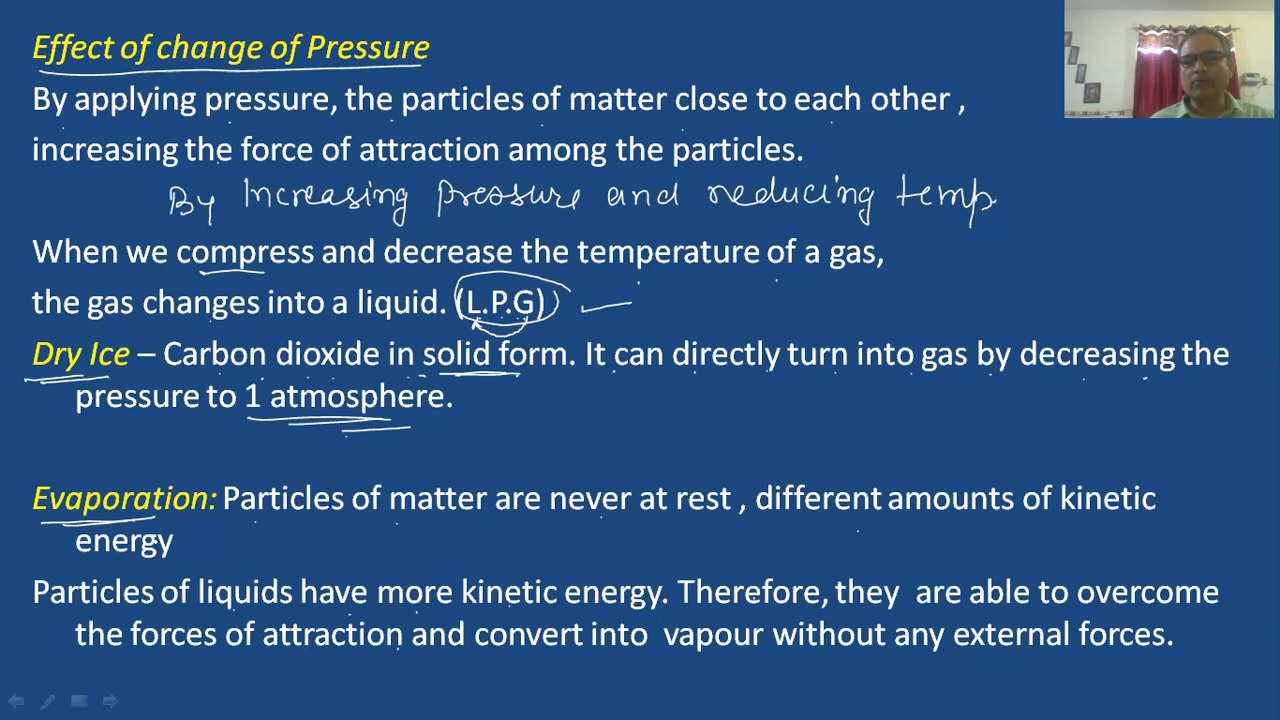 Effect of change of Pressure
By applying pressure, the particles of matter close to each other ,
increasing the force of attraction among the particles.
By Increasing pressure and reducing temp
When we compress and decrease the temperature of a gas,
the gas changes into a liquid. (L.P.G)
Dry Ice – Carbon dioxide in solid form. It can directly turn into gas by decreasing the
pressure to 1 atmosphere.
Evaporation: Particles of matter are never at rest , different amounts of kinetic
energy
Particles of liquids have more kinetic energy. Therefore, they are able to overcome
the forces of attraction and convert into vapour without any external forces.